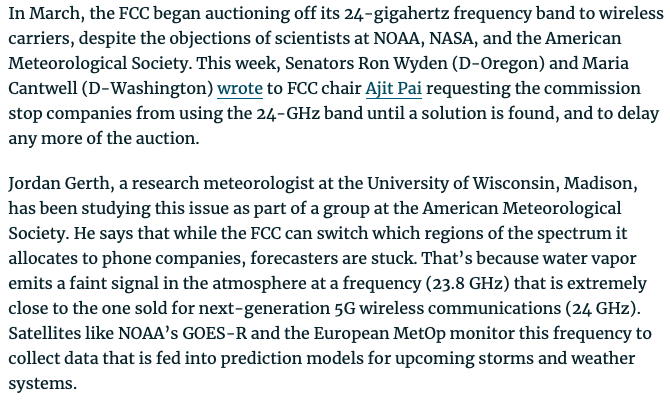 In March, the FCC began auctioning off its 24-gigahertz frequency band to wireless
carriers, despite the objections of scientists at NOAA, NASA, and the American
Meteorological Society. This week, Senators Ron Wyden (D-Oregon) and Maria
Cantwell (D-Washington) wrote to FCC chair Ajit Pai requesting the commission
stop companies from using the 24-GHz band until a solution is found, and to delay
any more of the auction.
Jordan Gerth, a research meteorologist at the University of Wisconsin, Madison,
has been studying this issue as part of a group at the American Meteorological
Society. He says that while the FCC can switch which regions of the spectrum it
allocates to phone companies, forecasters are stuck. That’s because water vapor
emits a faint signal in the atmosphere at a frequency (23.8 GHz) that is extremely
close to the one sold for next-generation 5G wireless communications (24 GHz).
Satellites like NOAA’s GOES-R and the European MetOp monitor this frequency to
collect data that is fed into prediction models for upcoming storms and weather
systems.